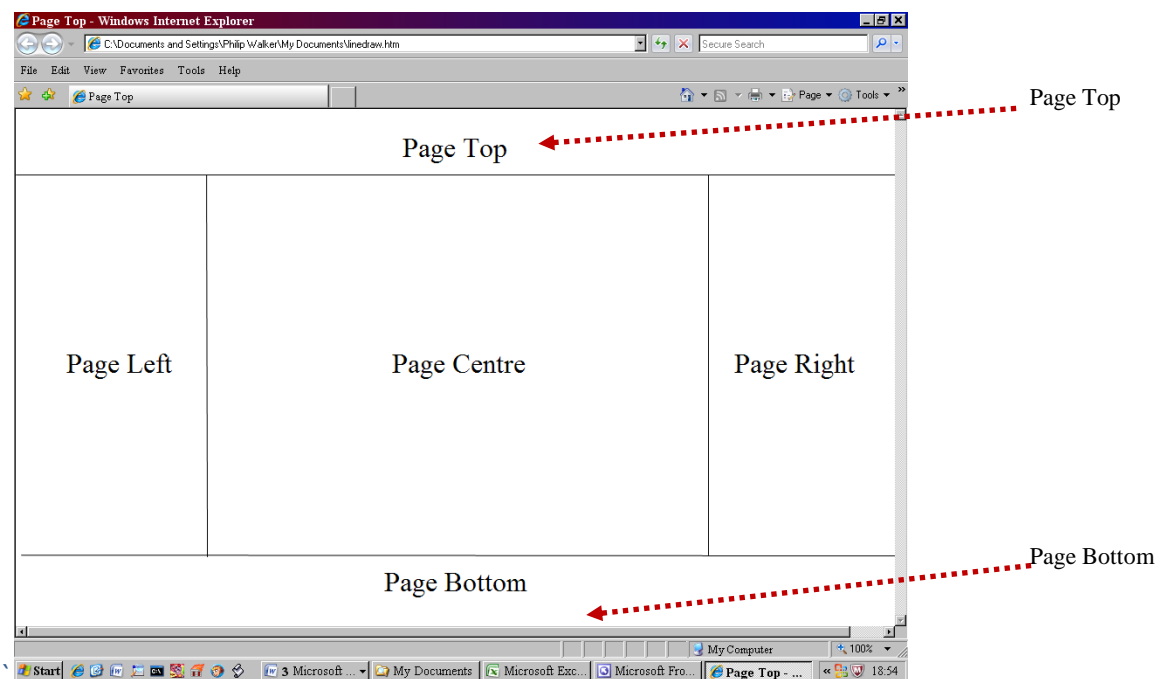 Page Top - Windows Internet Explorer
C:\Documents and Settings\Philip Walker\My Documents\linedraw.htm
Secure Search
File Edit View Favorites Tools Help
Page Top
Page
Tools
»
Page Top
Page Top
Page Left
Page Centre
Page Right
Page Bottom
Page Bottom
My Computer
100%
`
Start
3 Microsoft ...
My Documents
Microsoft Exc...
Microsoft Fro...
Page Top - ...
«
18:54